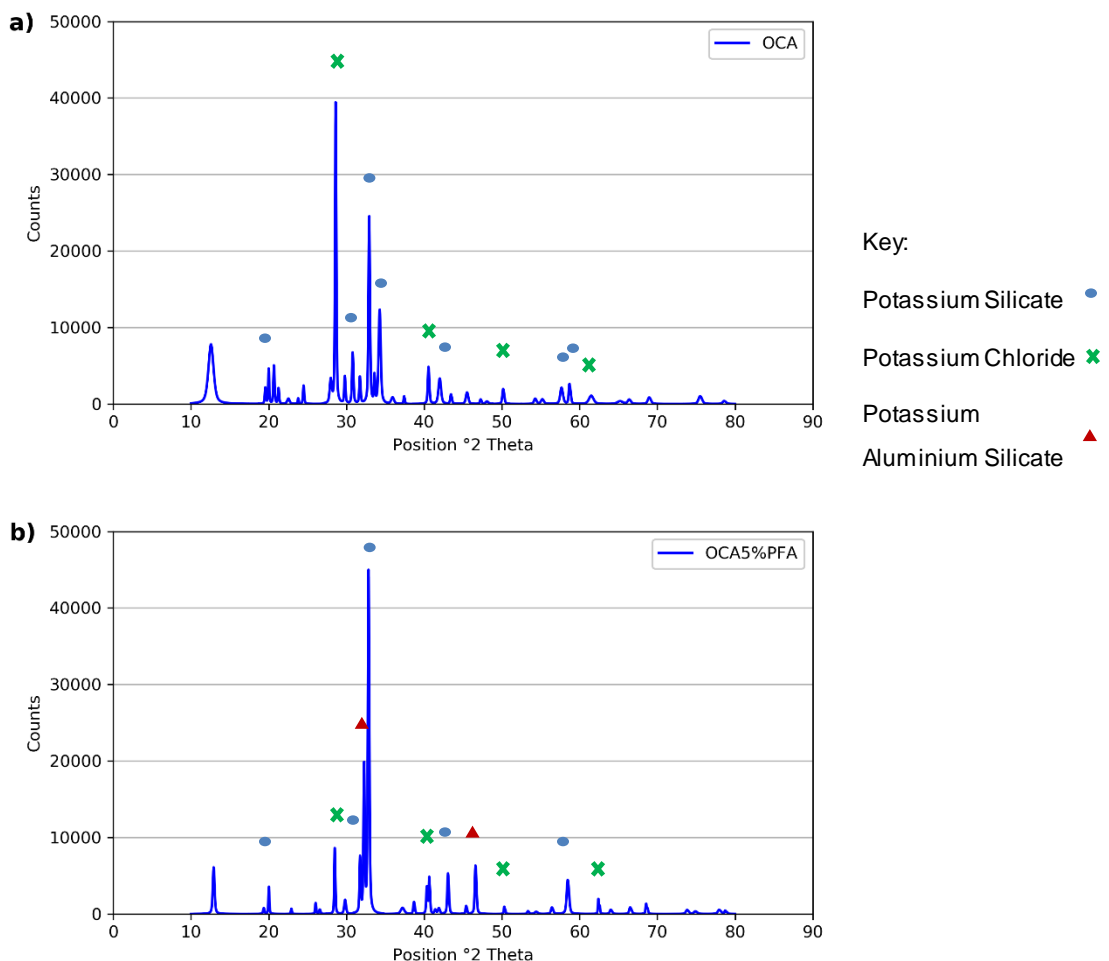 a)
50000
40000
30000
20000
10000
0
Counts
OCA
0 10 20 30 40 50 60 70 80 90
Position °2 Theta
Key:
Potassium Silicate
Potassium Chloride
Potassium
Aluminium Silicate
b)
50000
40000
30000
20000
10000
0
Counts
OCA5%PFA
0 10 20 30 40 50 60 70 80 90
Position °2 Theta